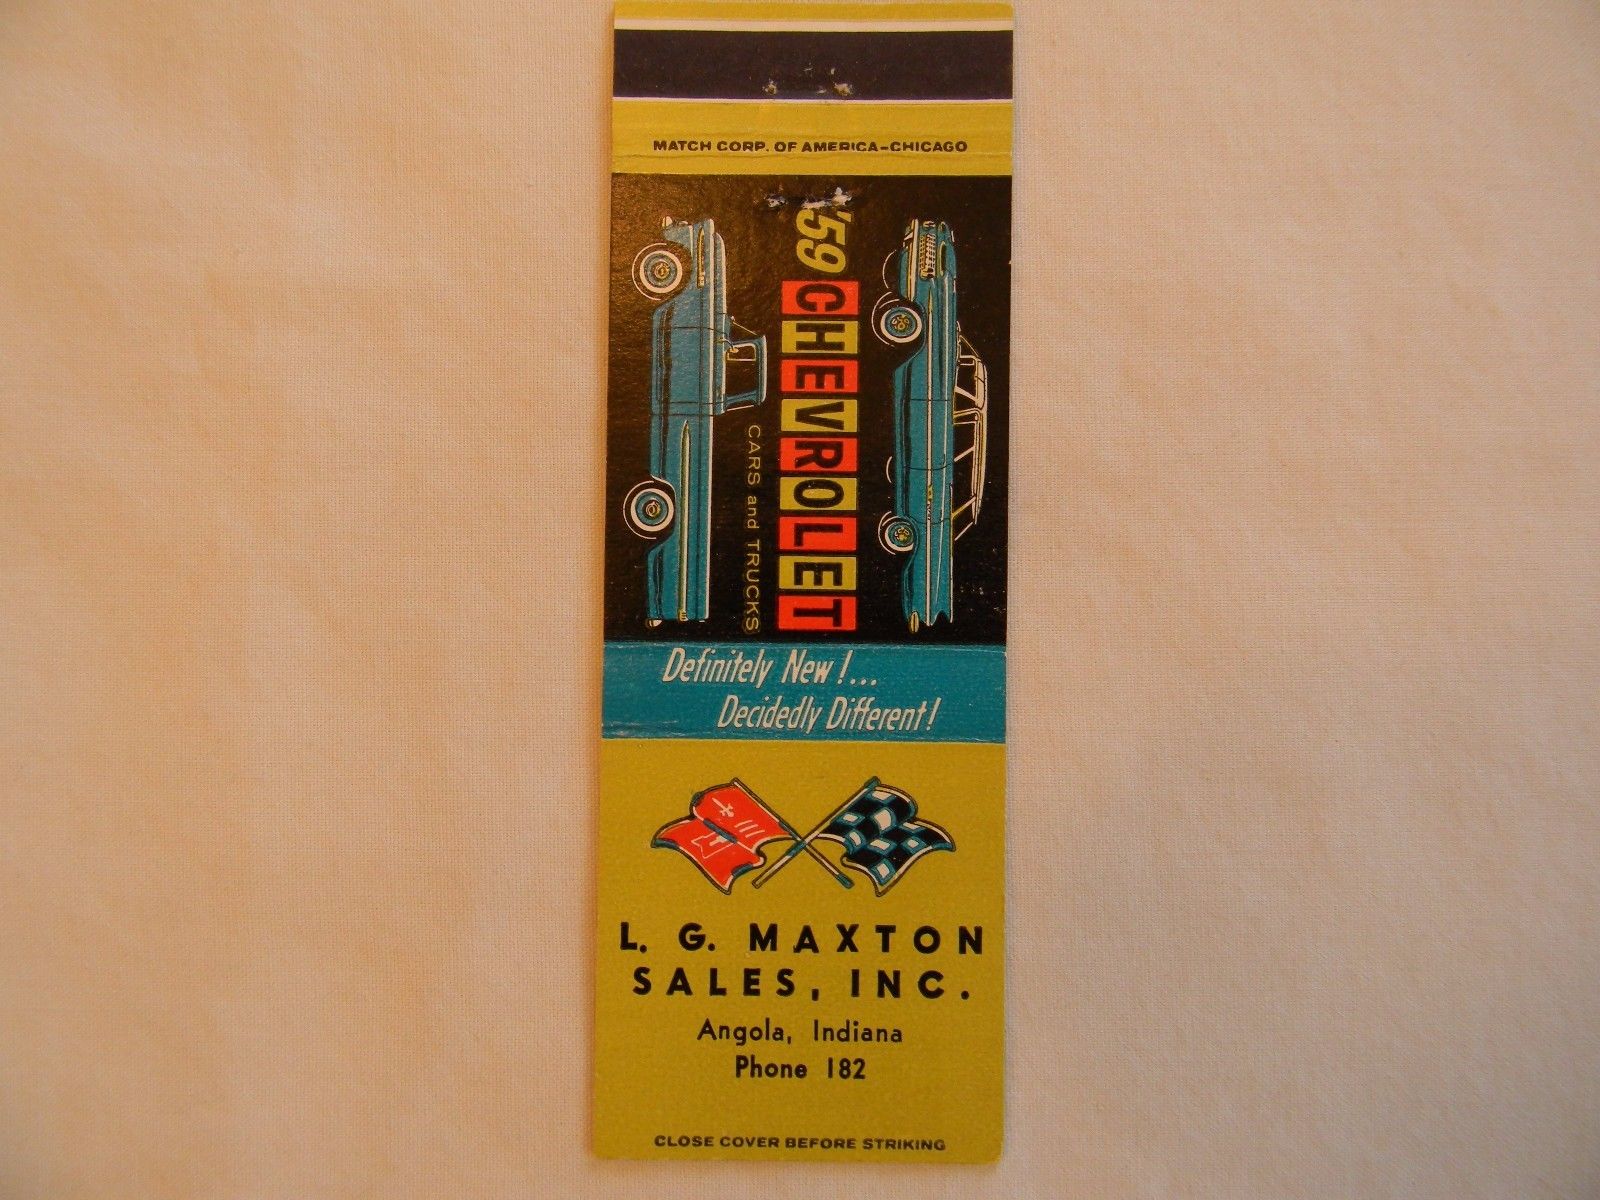 MATCH CORP. OF AMERICA-CHICAGO
'59 CHEVROLET
CARS and TRUCKS
Definitely New!...
Decidedly Different!
L. G. MAXTON
SALES, INC.
Angola, Indiana
Phone 182
CLOSE COVER BEFORE STRIKING